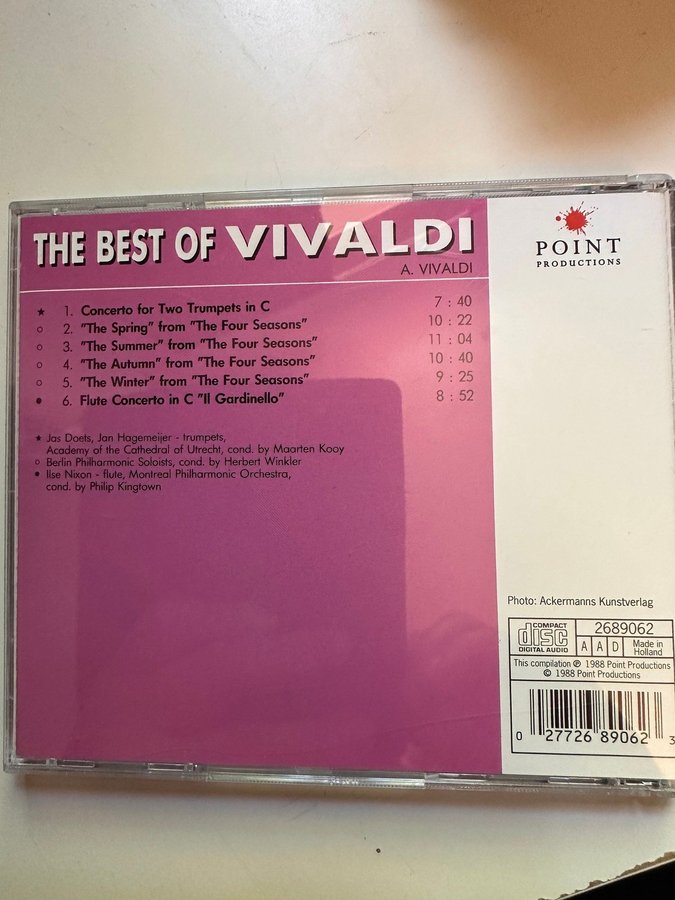 THE BEST OF VIVALDI
A. VIVALDI
★ 1. Concerto for Two Trumpets in C 7 : 40
○ 2. "The Spring" from "The Four Seasons" 10 : 22
○ 3. "The Summer" from "The Four Seasons" 11 : 04
○ 4. "The Autumn" from "The Four Seasons" 10 : 40
○ 5. "The Winter" from "The Four Seasons" 9 : 25
● 6. Flute Concerto in C "Il Gardinello" 8 : 52
★ Jas Doets, Jan Hagemeijer - trumpets,
Academy of the Cathedral of Utrecht, cond. by Maarten Kooy
○ Berlin Philharmonic Soloists, cond. by Herbert Winkler
● Ilse Nixon - flute, Montreal Philharmonic Orchestra,
cond. by Philip Kingtown
POINT
PRODUCTIONS
Photo: Ackermanns Kunstverlag
COMPACT
disc
DIGITAL AUDIO
2689062
A A D
Made in
Holland
This compilation ℗ 1988 Point Productions
© 1988 Point Productions
0 27726 89062 3